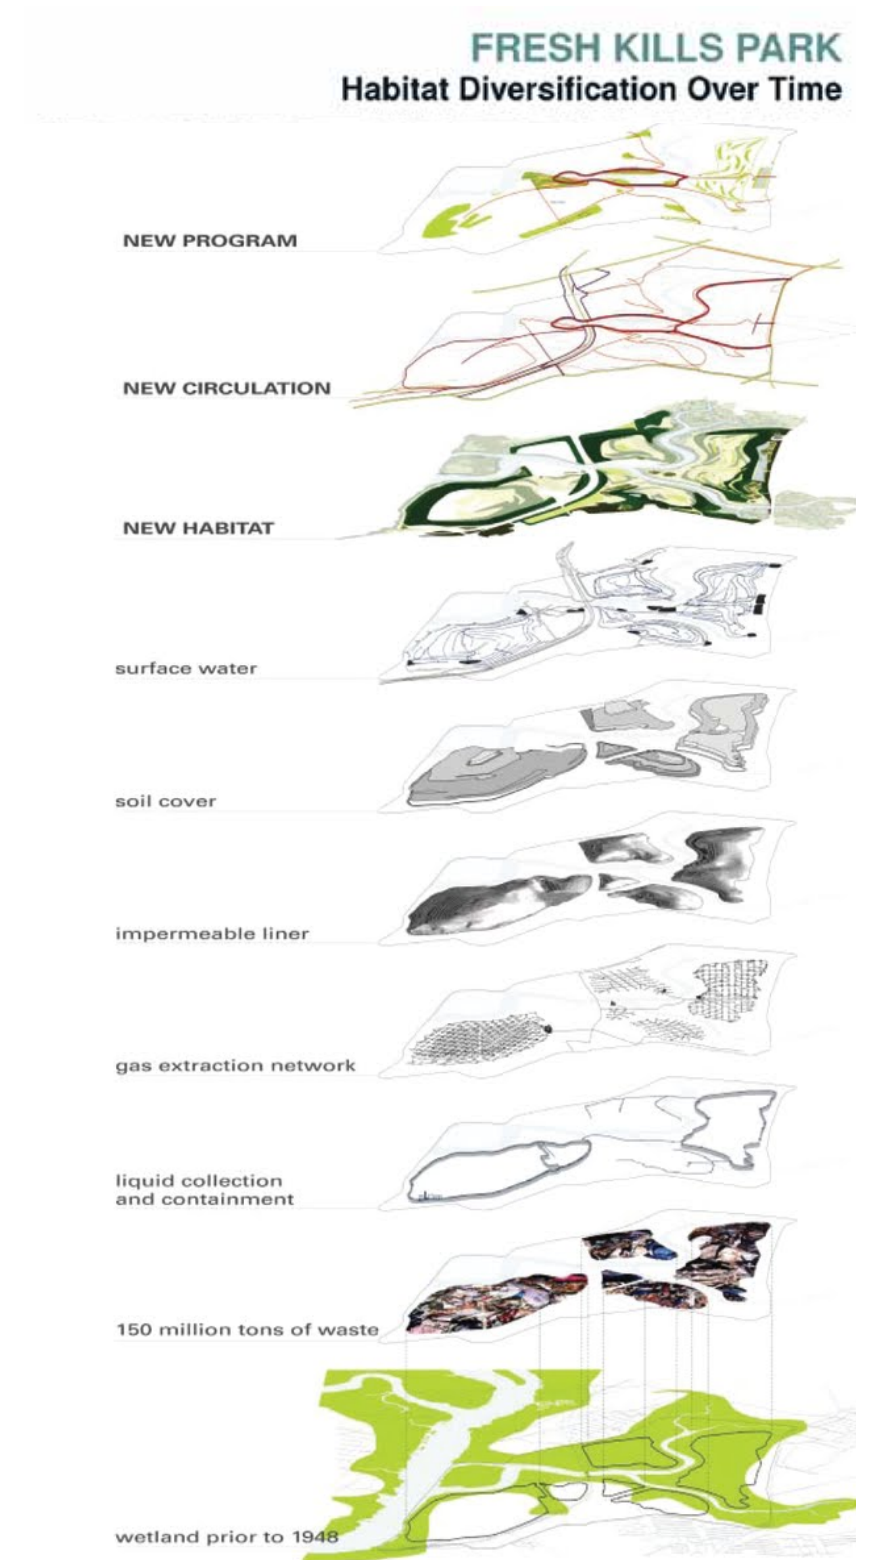 FRESH KILLS PARK
Habitat Diversification Over Time
NEW PROGRAM
NEW CIRCULATION
NEW HABITAT
surface water
soil cover
impermeable liner
gas extraction network
liquid collection
and containment
150 million tons of waste
wetland prior to 1948